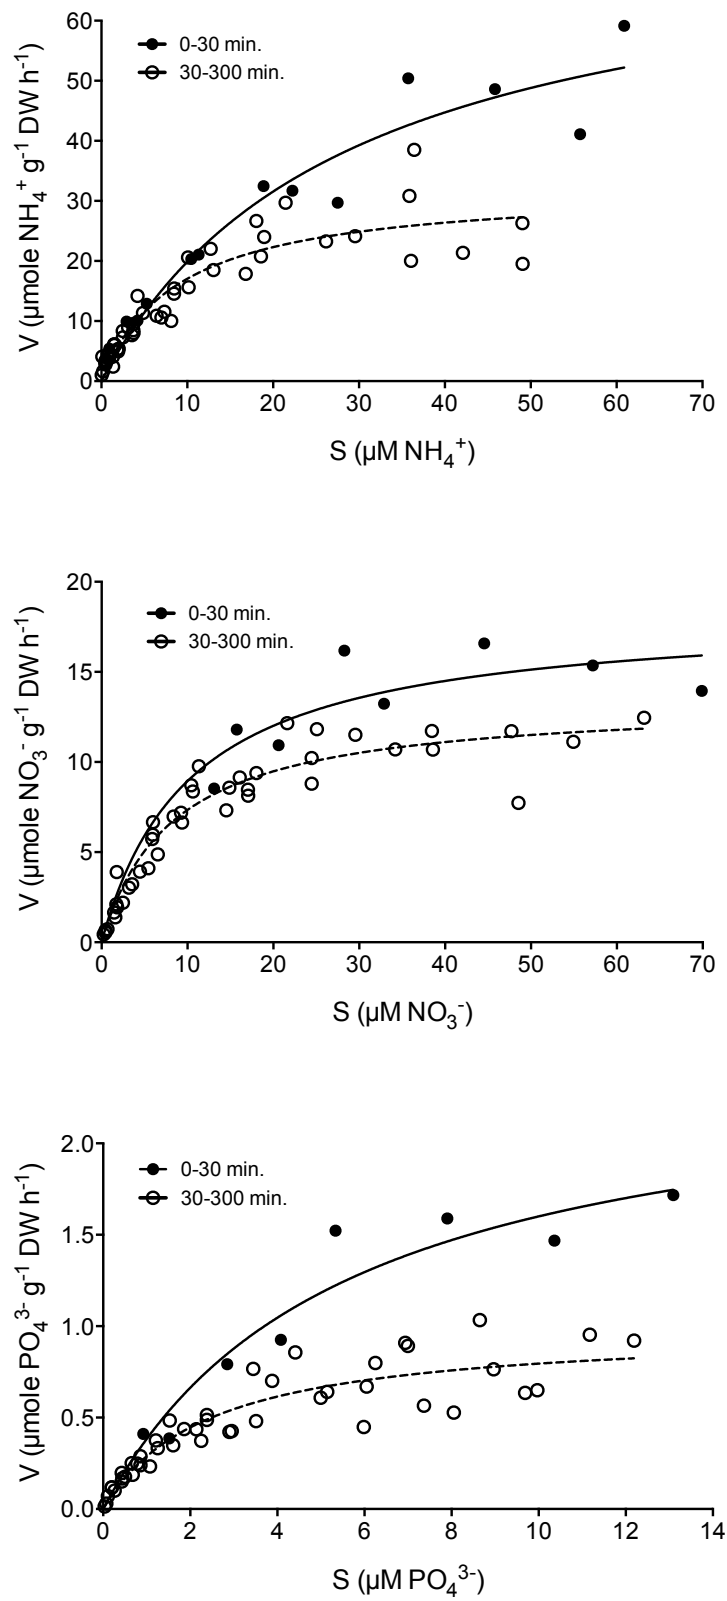 60
50
40
30
20
10
0
0 10 20 30 40 50 60 70
V (µmole NH₄⁺ g⁻¹ DW h⁻¹)
0-30 min.
30-300 min.
S (µM NH₄⁺)
20
15
10
5
0
0 10 20 30 40 50 60 70
V (µmole NO₃⁻ g⁻¹ DW h⁻¹)
0-30 min.
30-300 min.
S (µM NO₃⁻)
2.0
1.5
1.0
0.5
0.0
0 2 4 6 8 10 12 14
V (µmole PO₄³⁻ g⁻¹ DW h⁻¹)
0-30 min.
30-300 min.
S (µM PO₄³⁻)